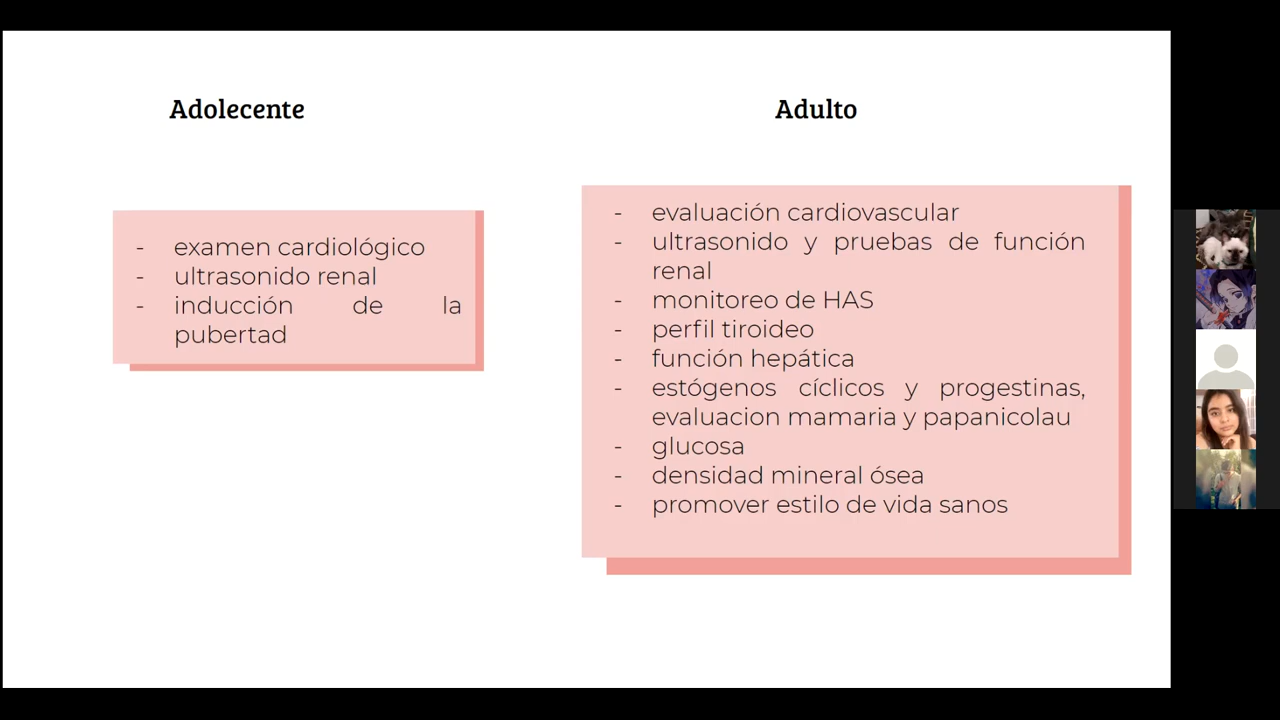 Adolecente
- examen cardiológico
- ultrasonido renal
- inducción de la
pubertad
Adulto
- evaluación cardiovascular
- ultrasonido y pruebas de función
renal
- monitoreo de HAS
- perfil tiroideo
- función hepática
- estógenos cíclicos y progestinas,
evaluacion mamaria y papanicolau
- glucosa
- densidad mineral ósea
- promover estilo de vida sanos